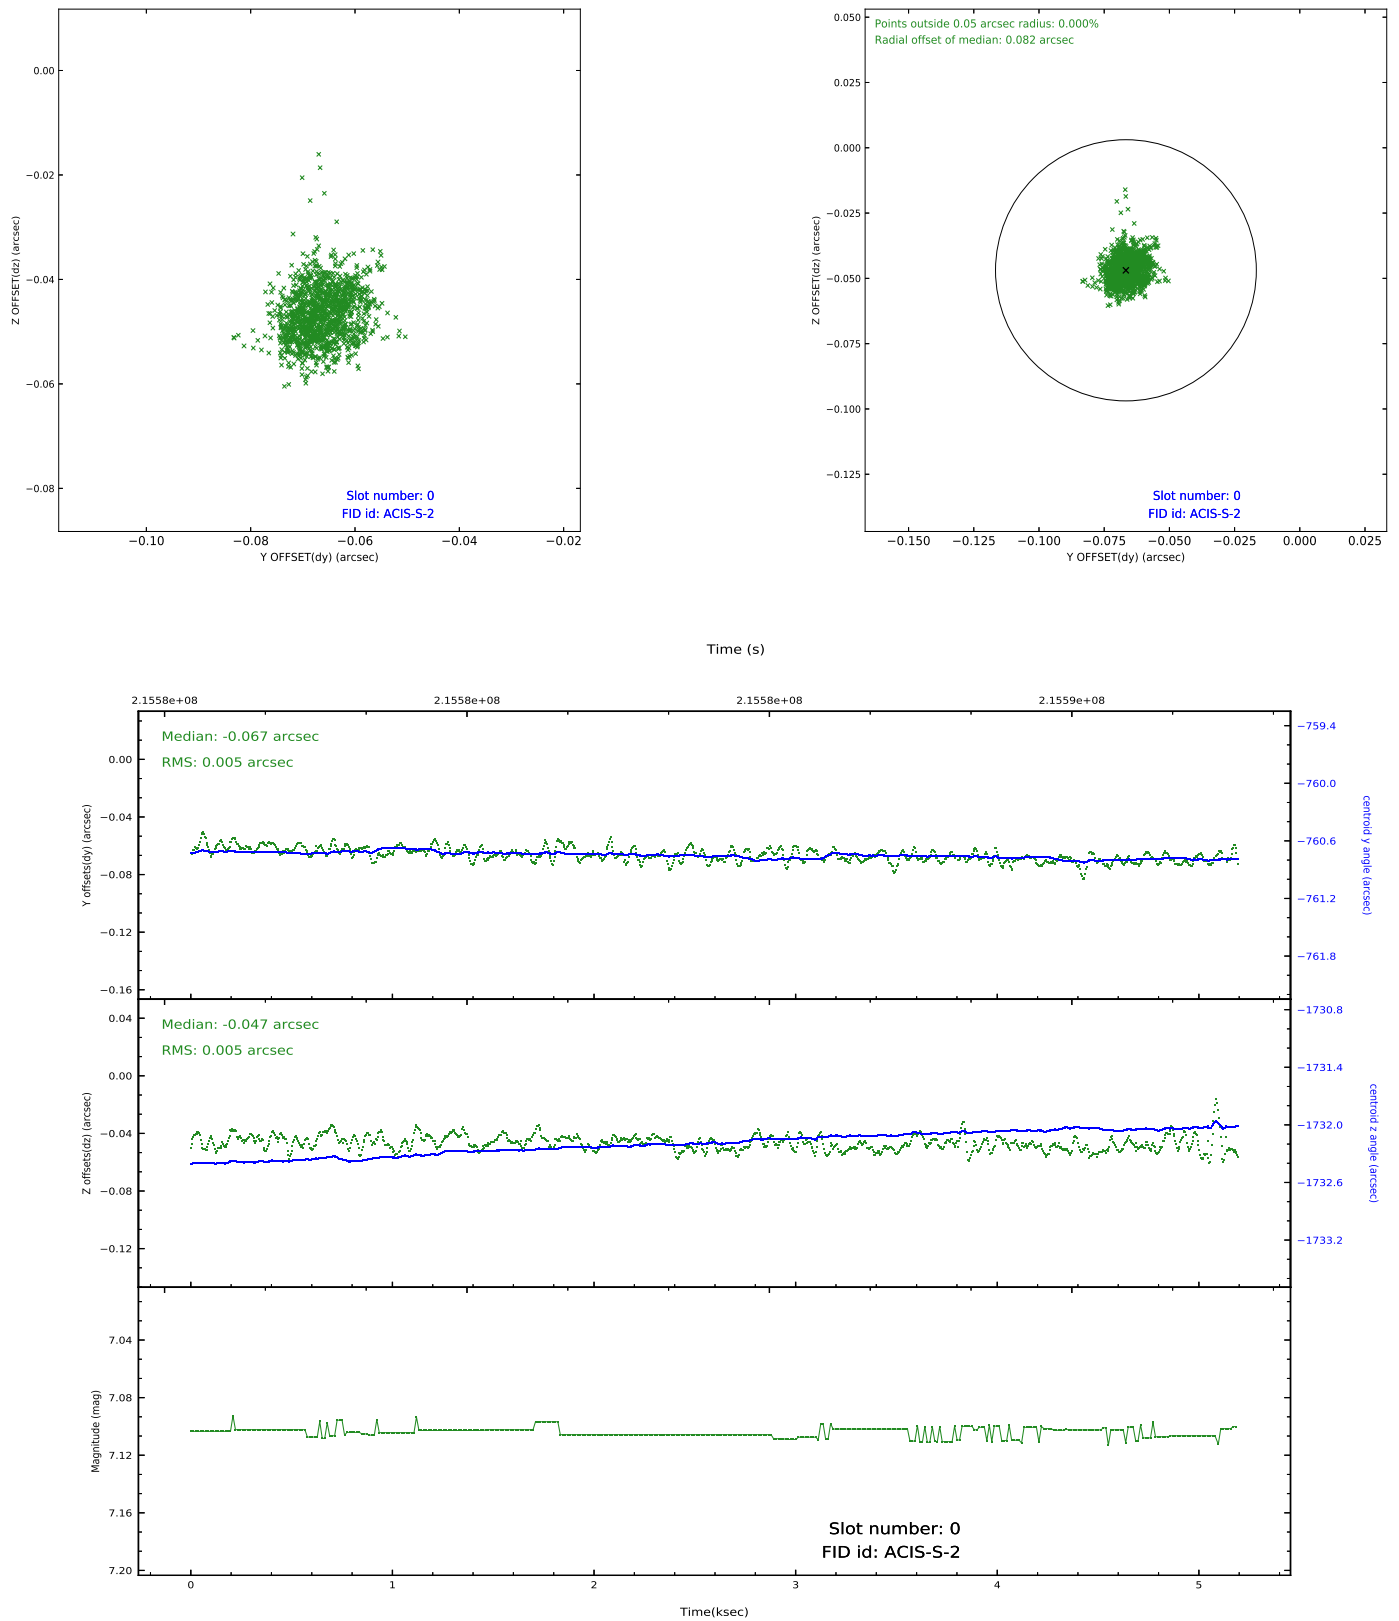 0.00
−0.02
−0.04
−0.06
−0.08
Z OFFSET(dz) (arcsec)
Slot number: 0
FID id: ACIS-S-2
−0.10
−0.08
−0.06
−0.04
−0.02
Y OFFSET(dy) (arcsec)
Points outside 0.05 arcsec radius: 0.000%
Radial offset of median: 0.082 arcsec
0.050
0.025
0.000
−0.025
−0.050
−0.075
−0.100
−0.125
Z OFFSET(dz) (arcsec)
Slot number: 0
FID id: ACIS-S-2
−0.150
−0.125
−0.100
−0.075
−0.050
−0.025
0.000
0.025
Y OFFSET(dy) (arcsec)
Time (s)
2.1558e+08
2.1558e+08
2.1558e+08
2.1559e+08
Median: -0.067 arcsec
RMS: 0.005 arcsec
0.00
−0.04
−0.08
−0.12
−0.16
Y offsets(dy) (arcsec)
−759.4
−760.0
−760.6
−761.2
−761.8
centroid y angle (arcsec)
Median: -0.047 arcsec
RMS: 0.005 arcsec
0.04
0.00
−0.04
−0.08
−0.12
Z offsets(dz) (arcsec)
−1730.8
−1731.4
−1732.0
−1732.6
−1733.2
centroid z angle (arcsec)
7.04
7.08
7.12
7.16
7.20
Magnitude (mag)
Slot number: 0
FID id: ACIS-S-2
0
1
2
3
4
5
Time(ksec)